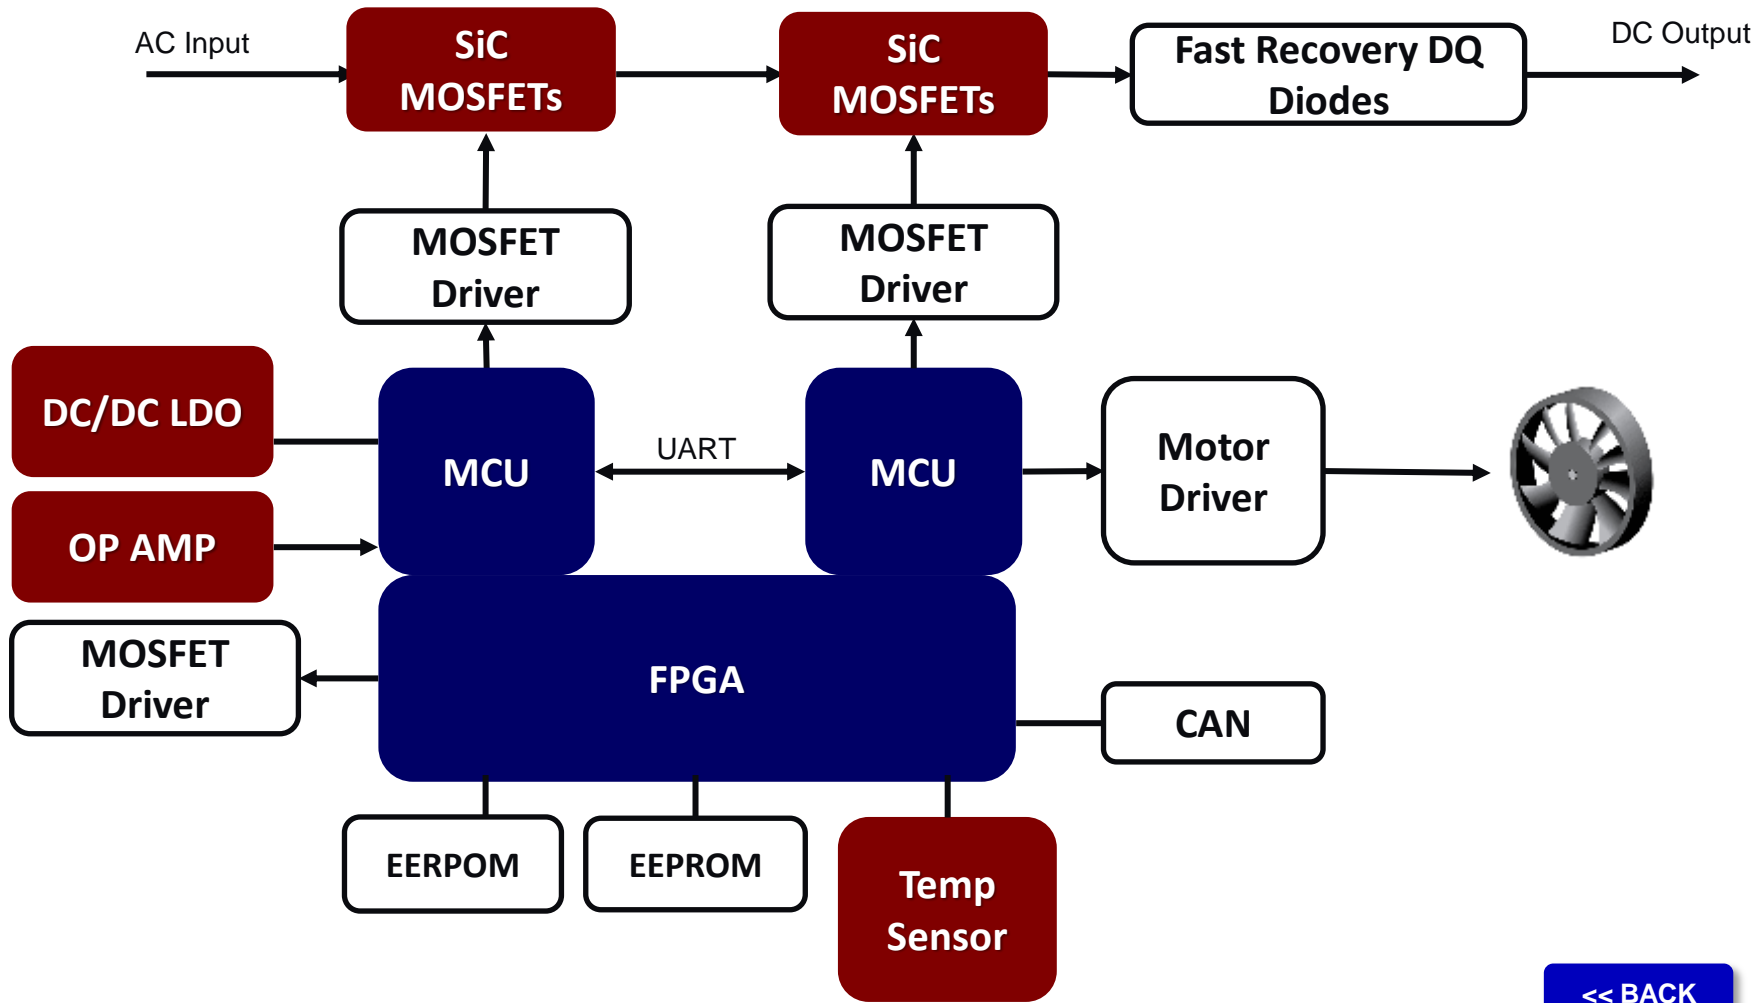 AC Input
SiC
MOSFETs
SiC
MOSFETs
Fast Recovery DQ
Diodes
DC Output
MOSFET
Driver
MOSFET
Driver
DC/DC LDO
MCU
UART
MCU
Motor
Driver
OP AMP
MOSFET
Driver
FPGA
CAN
EERPOM
EEPROM
Temp
Sensor
<< BACK